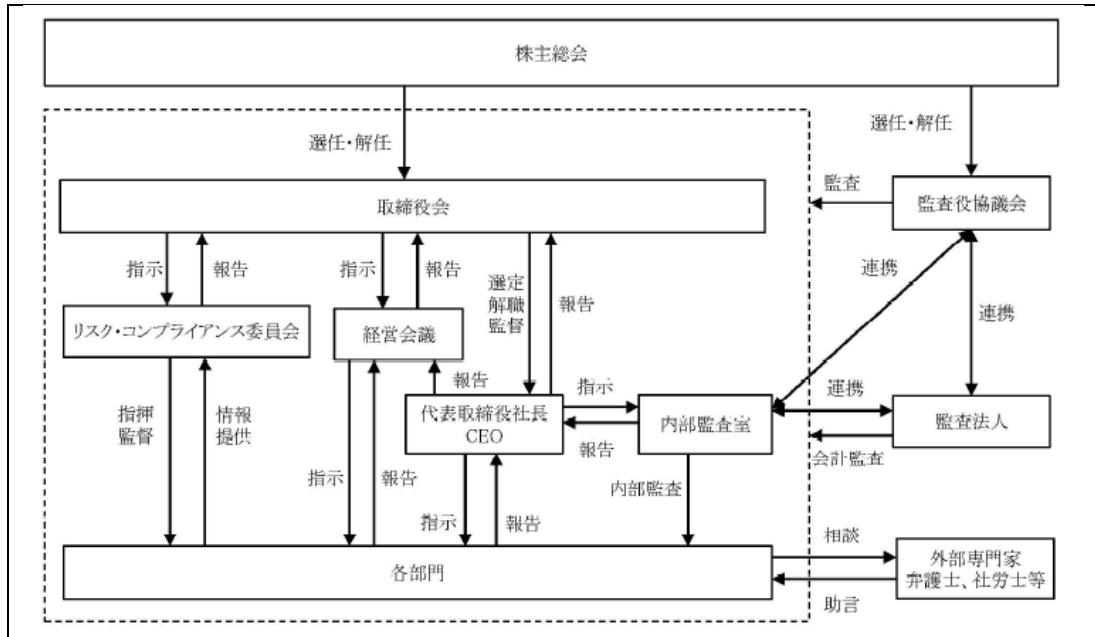 株主総会
選任・解任
選任・解任
監査
監査役協議会
取締役会
指示
報告
指示
報告
選定
解職
監督
報告
連携
連携
リスク・コンプライアンス委員会
経営会議
報告
指示
連携
代表取締役社長
CEO
内部監査室
監査法人
報告
会計監査
指揮
監督
情報
提供
指示
報告
指示
報告
内部監査
相談
各部門
外部専門家
弁護士、社労士等
助言